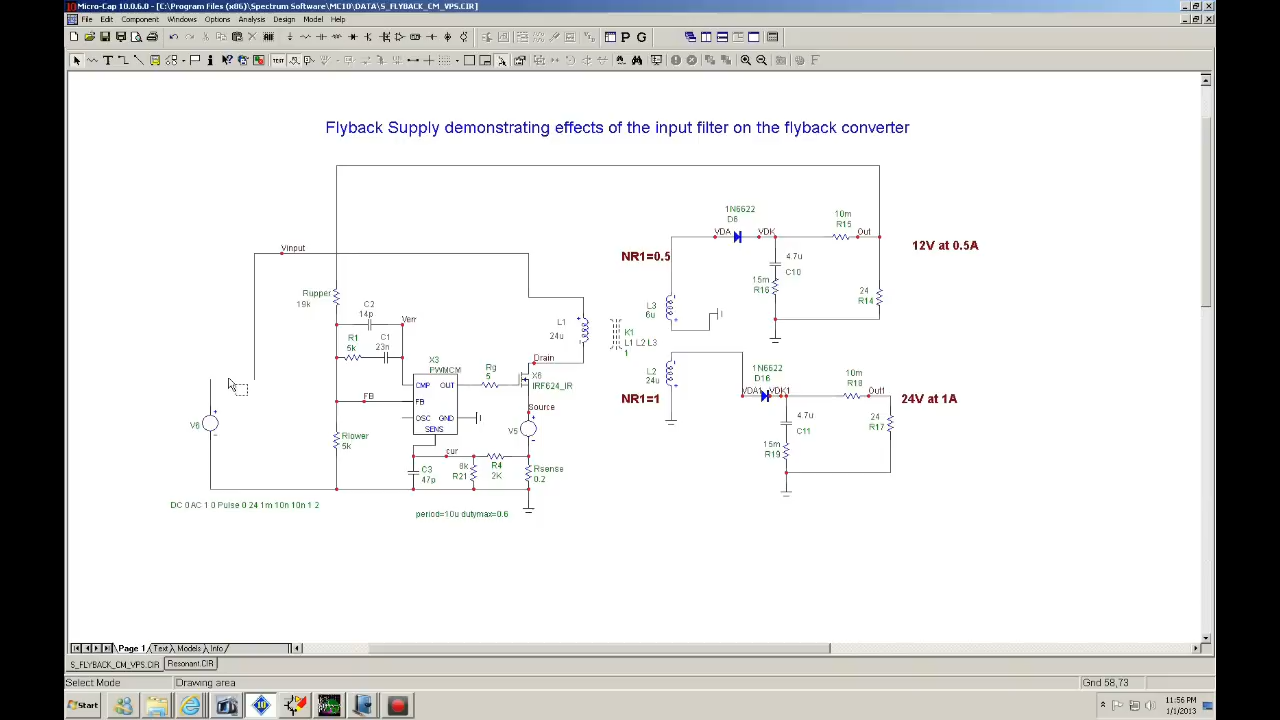 Micro-Cap 10.0.6.0 - [C:\Program Files (x86)\Spectrum Software\MC10\DATA\S_FLYBACK_CM_VPS.CIR]
File Edit Component Windows Options Analysis Design Model Help
P G
TEXT
Flyback Supply demonstrating effects of the input filter on the flyback converter
1N6622
D6
10m
R15
VDA VDK Out
12V at 0.5A
Vinput
NR1=0.5
4.7u
C10
15m
R16
24
R14
Rupper
19k
C2
14p
Verr
L3
6u
L1
24u
K1
L1 L2 L3
1
R1
5k
C1
23n
X3
PWMCM
Rg
5
Drain
X6
IRF624_IR
L2
24u
1N6622
D16
10m
R18
CMP OUT
FB
FB
OSC GND
SENS
Source
VDA1 VDK1 Out1
NR1=1
24V at 1A
V6
V5
4.7u
C11
24
R17
Rlower
5k
cur
15m
R19
C3
47p
8k
R21
R4
2K
Rsense
0.2
DC 0 AC 1 0 Pulse 0 24 1m 10n 10n 1 2
period=10u dutymax=0.6
Page 1 Text Models Info
S_FLYBACK_CM_VPS.CIR Resonant.CIR
Select Mode Drawing area Gnd 58,73
Start
11:56 PM
1/1/2013